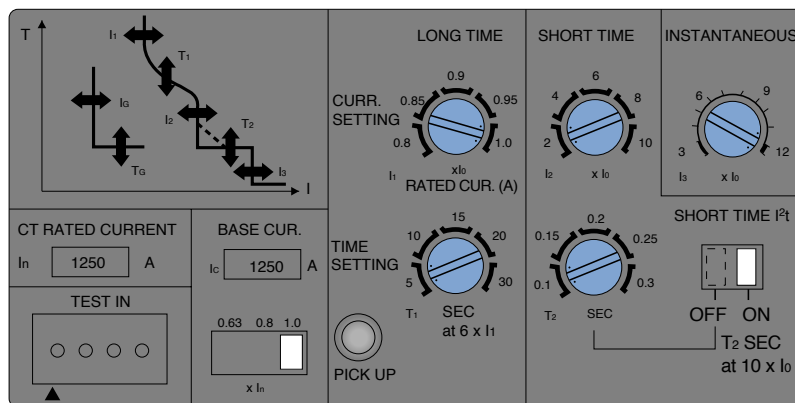 T
I1
T1
IG
I2
T2
TG
I3
I
LONG TIME
SHORT TIME
INSTANTANEOUS
CURR.
SETTING
0.8
0.85
0.9
0.95
1.0
I1
xI0
RATED CUR. (A)
2
4
6
8
10
I2
x I0
3
6
9
12
I3
x I0
CT RATED CURRENT
In
1250
A
BASE CUR.
Ic
1250
A
TIME
SETTING
5
10
15
20
30
T1
SEC
at 6 x I1
0.1
0.15
0.2
0.25
0.3
T2
SEC
SHORT TIME I²t
OFF ON
T2 SEC
at 10 x I0
TEST IN
0.63 0.8 1.0
x In
PICK UP